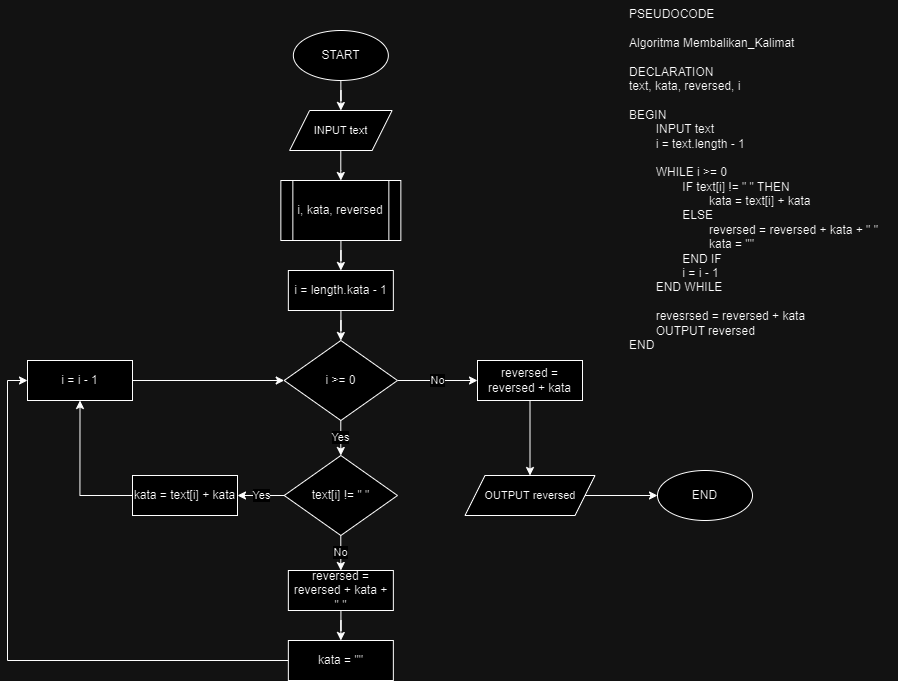 START
INPUT text
i, kata, reversed
i = length.kata - 1
i = i - 1
i >= 0
No
reversed =
reversed + kata
Yes
kata = text[i] + kata
Yes
text[i] != " "
OUTPUT reversed
END
No
reversed =
reversed + kata +
" "
kata = ""
PSEUDOCODE
Algoritma Membalikan_Kalimat
DECLARATION
text, kata, reversed, i
BEGIN
INPUT text
i = text.length - 1
WHILE i >= 0
IF text[i] != " " THEN
kata = text[i] + kata
ELSE
reversed = reversed + kata + " "
kata = ""
END IF
i = i - 1
END WHILE
revesrsed = reversed + kata
OUTPUT reversed
END